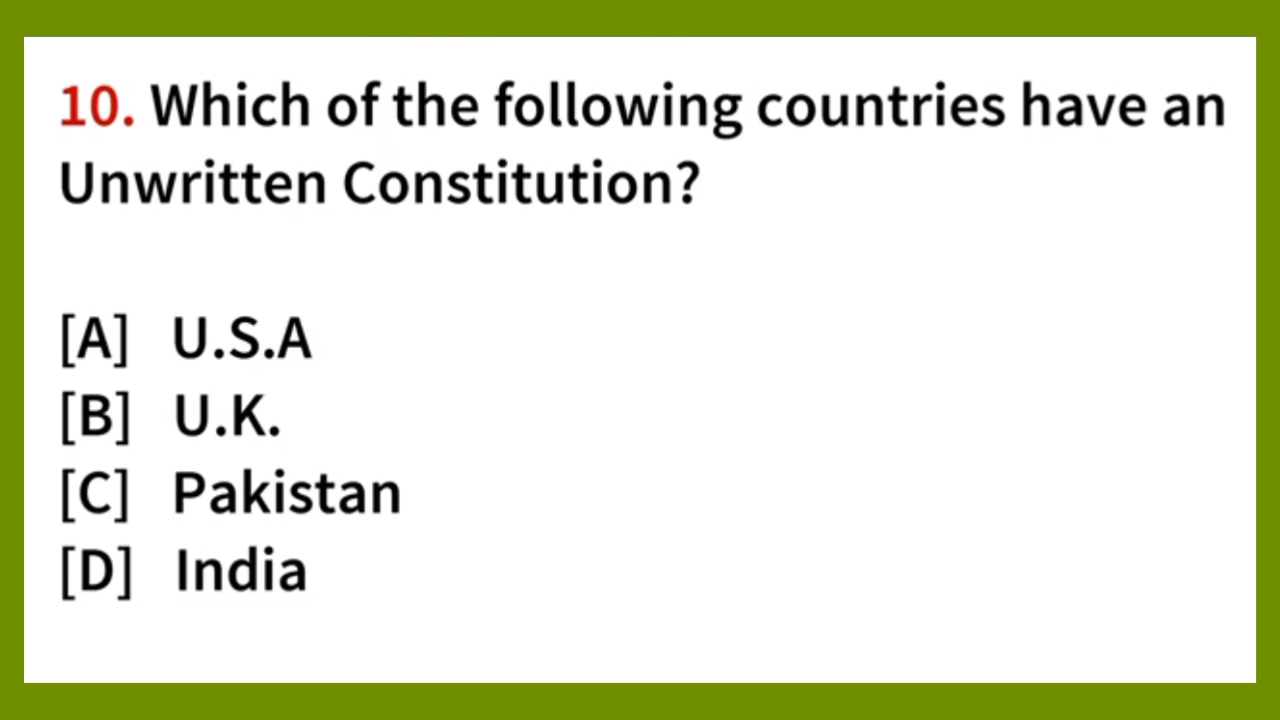 10. Which of the following countries have an
Unwritten Constitution?
[A] U.S.A
[B] U.K.
[C] Pakistan
[D] India